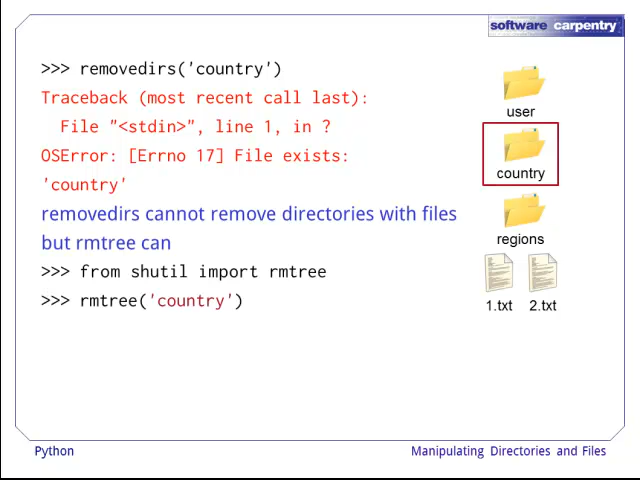 software carpentry
>>> removedirs('country')
Traceback (most recent call last):
File "<stdin>", line 1, in ?
OSError: [Errno 17] File exists:
'country'
removedirs cannot remove directories with files
but rmtree can
>>> from shutil import rmtree
>>> rmtree('country')
user
country
regions
1.txt 2.txt
Python Manipulating Directories and Files